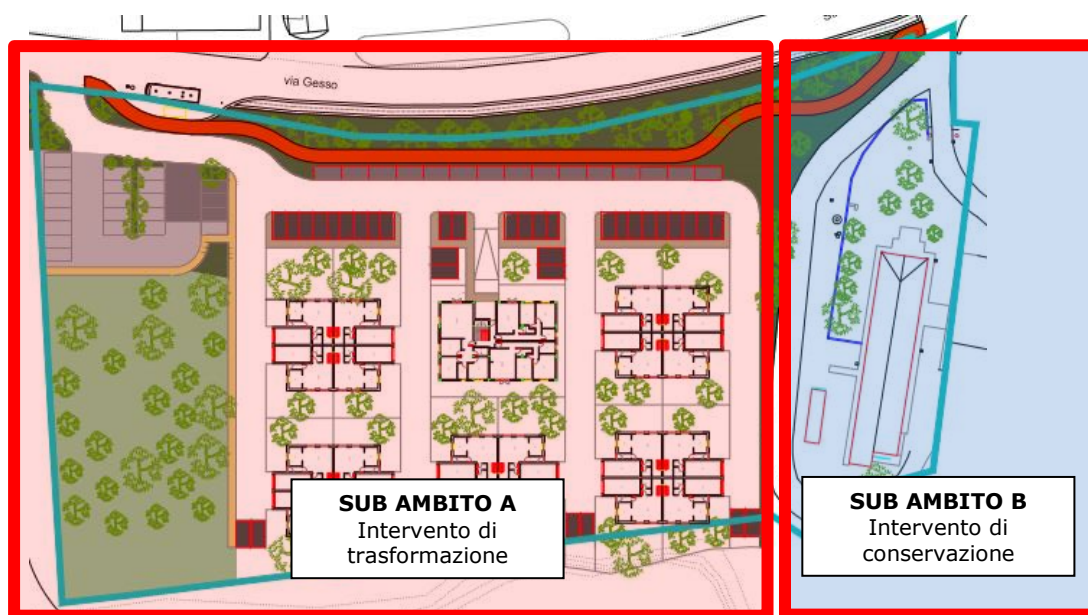 via Gesso
SUB AMBITO A
Intervento di
trasformazione
SUB AMBITO B
Intervento di
conservazione